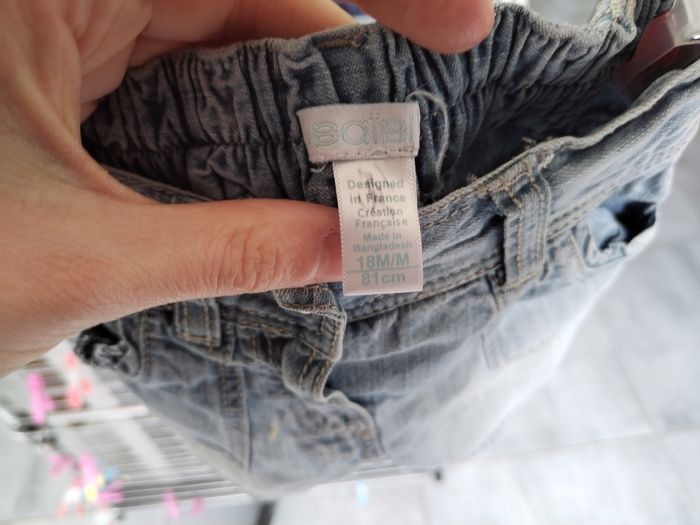 Designed
in France
Création
Française
Made in
Bangladesh
18M/M
81cm